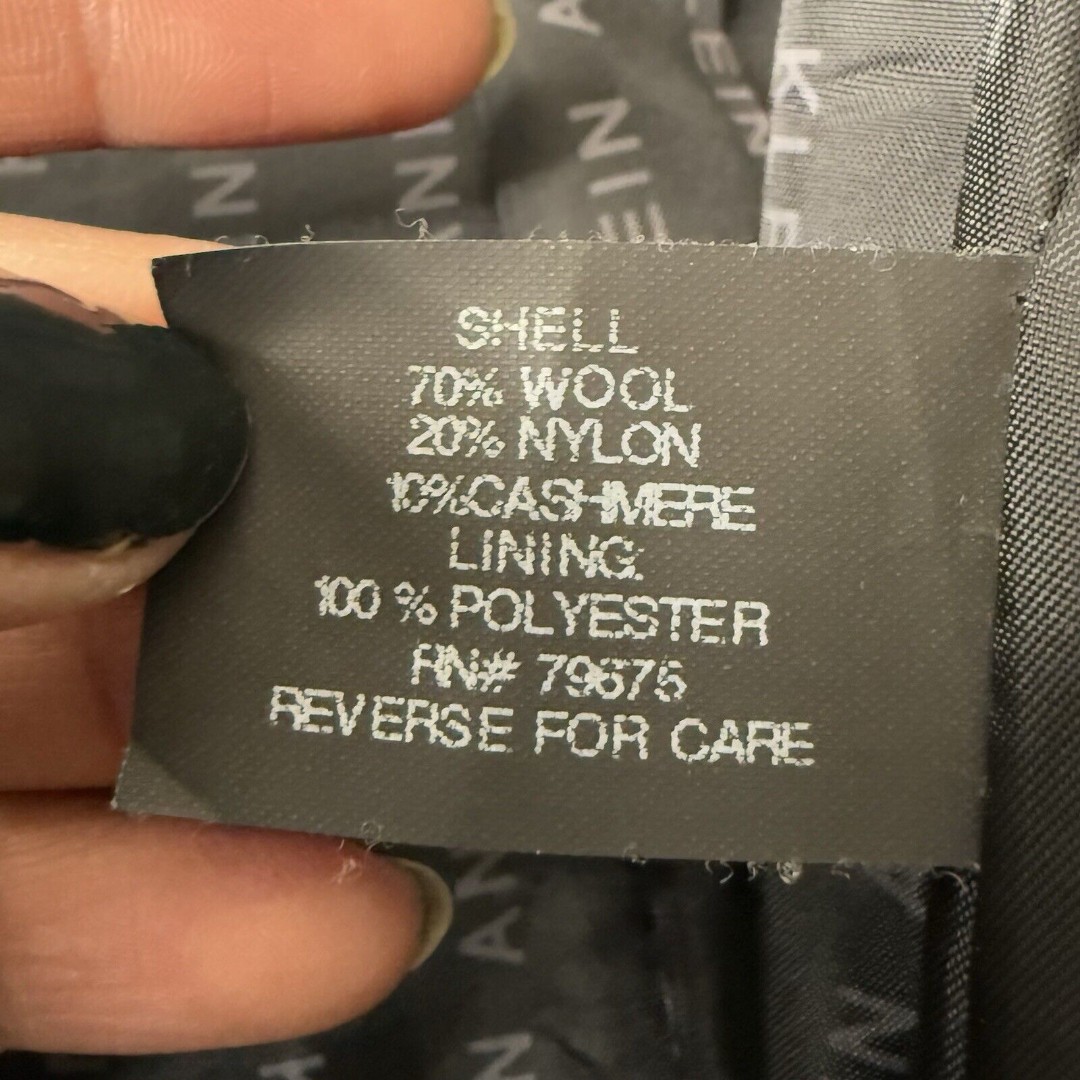 SHELL
70% WOOL
20% NYLON
10%CASHMERE
LINING:
100 % POLYESTER
RN# 79675
REVERSE FOR CARE